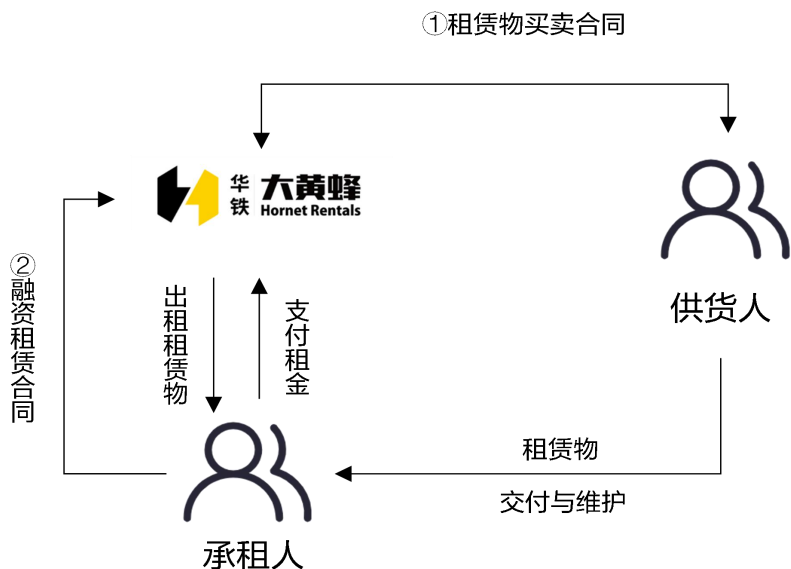 ①租赁物买卖合同
华铁
大黄蜂
Hornet Rentals
供货人
②融资租赁合同
出租租赁物
支付租金
租赁物
交付与维护
承租人